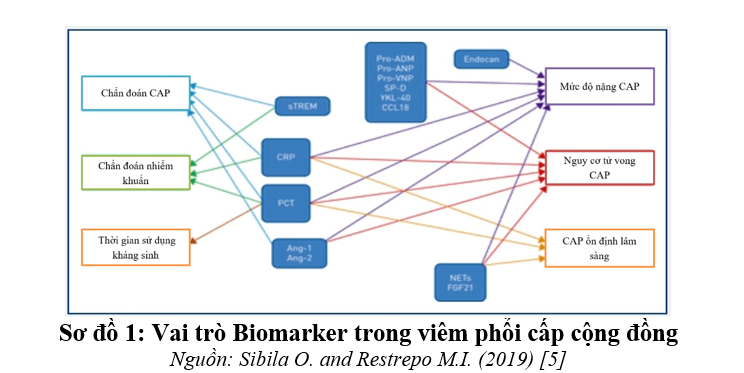 Chẩn đoán CAP
Chẩn đoán nhiễm
khuẩn
Thời gian sử dụng
kháng sinh
sTREM
CRP
PCT
Ang-1
Ang-2
Pro-ADM
Pro-ANP
Pro-VNP
SP-D
YKL-40
CCL18
Endocan
NETs
FGF21
Mức độ nặng CAP
Nguy cơ tử vong
CAP
CAP ổn định lâm
sàng
Sơ đồ 1: Vai trò Biomarker trong viêm phổi cấp cộng đồng
Nguồn: Sibila O. and Restrepo M.I. (2019) [5]